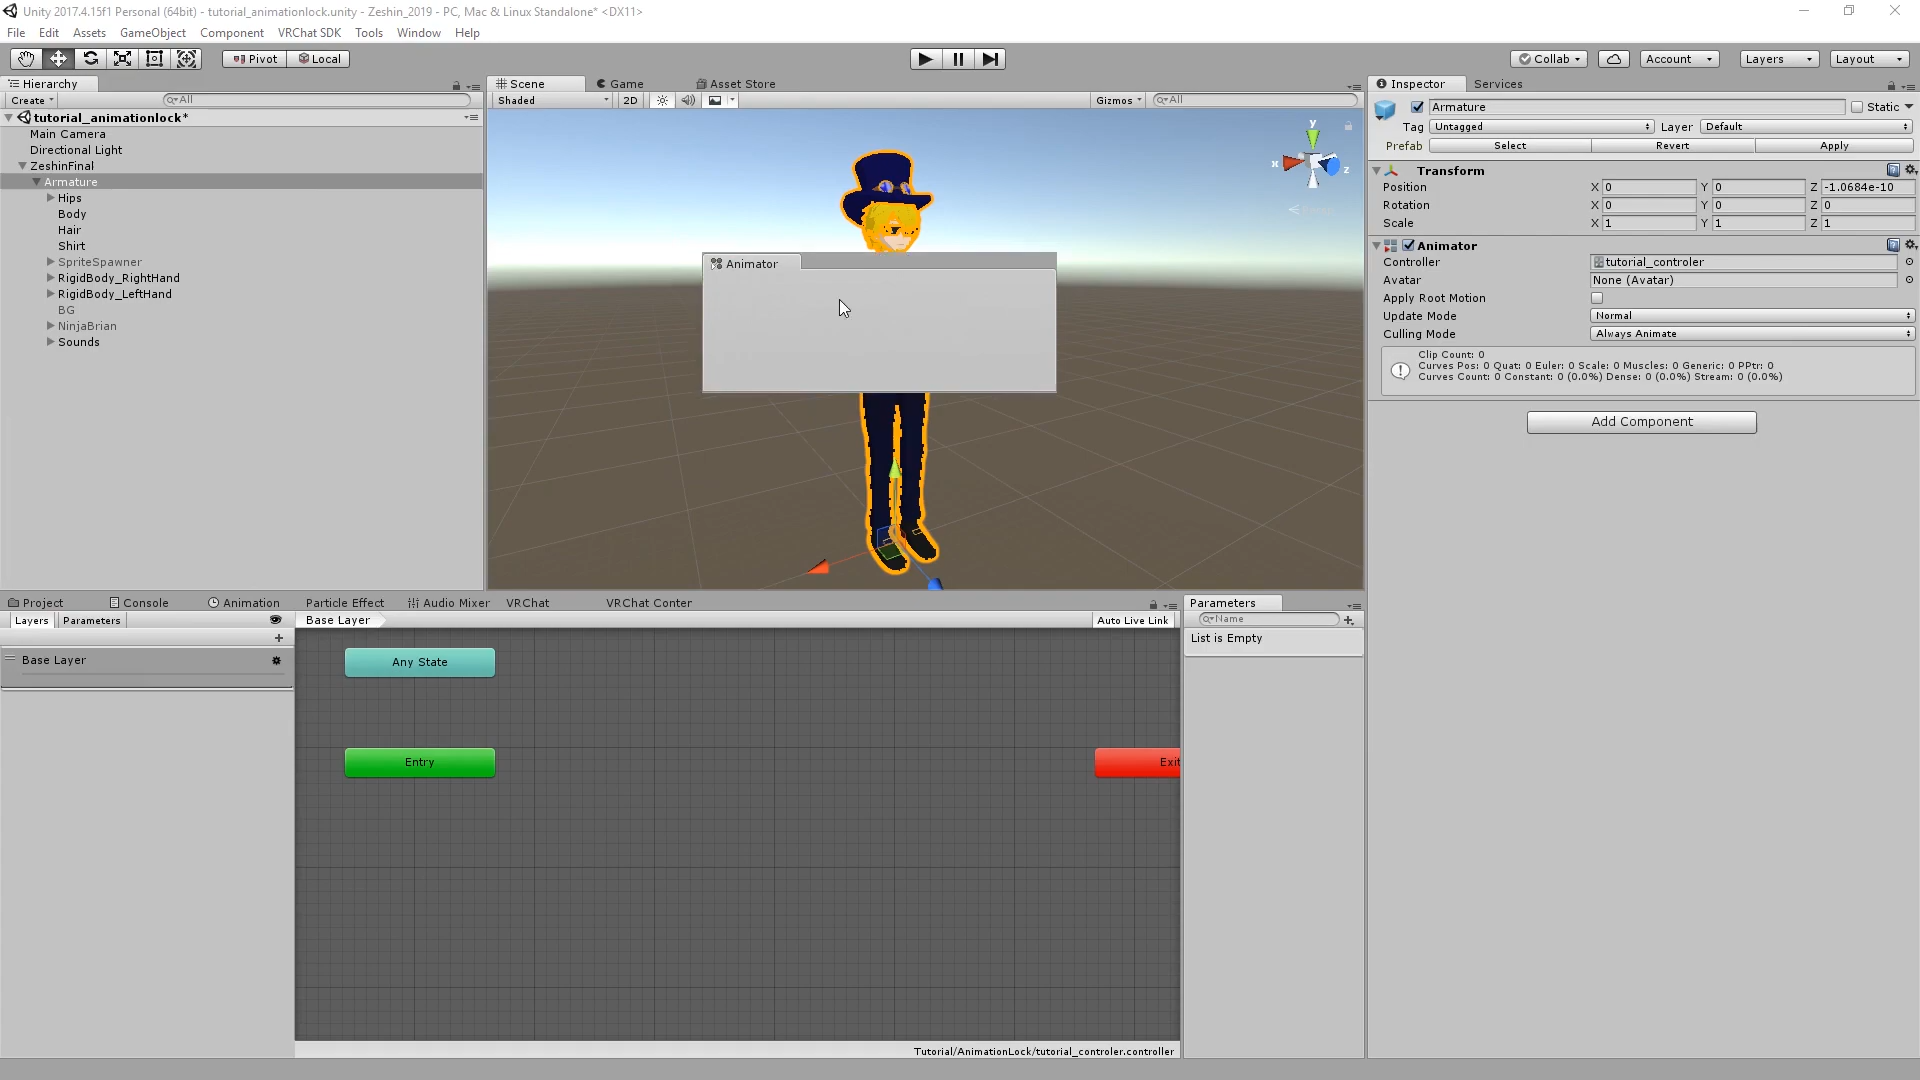 Unity 2017.4.15f1 Personal (64bit) - tutorial_animationlock.unity - Zeshin_2019 - PC, Mac & Linux Standalone* <DX11>
File Edit Assets GameObject Component VRChat SDK Tools Window Help
Pivot Local Collab Account Layers Layout
Hierarchy
Create All
tutorial_animationlock*
Main Camera
Directional Light
ZeshinFinal
Armature
Hips
Body
Hair
Shirt
SpriteSpawner
RigidBody_RightHand
RigidBody_LeftHand
BG
NinjaBrian
Sounds
Scene Game Asset Store
Shaded 2D Gizmos All
y
x z
Animator
Inspector Services
Armature Static
Tag Untagged Layer Default
Prefab Select Revert Apply
Transform
Position X 0 Y 0 Z -1.0684e-10
Rotation X 0 Y 0 Z 0
Scale X 1 Y 1 Z 1
Animator
Controller tutorial_controler
Avatar None (Avatar)
Apply Root Motion
Update Mode Normal
Culling Mode Always Animate
Clip Count: 0
Curves Pos: 0 Quat: 0 Euler: 0 Scale: 0 Muscles: 0 Generic: 0 PPtr: 0
Curves Count: 0 Constant: 0 (0.0%) Dense: 0 (0.0%) Stream: 0 (0.0%)
Add Component
Project Console Animation Particle Effect Audio Mixer VRChat VRChat Conter
Layers Parameters Base Layer Auto Live Link
Base Layer
Any State
Entry
Exit
Tutorial/AnimationLock/tutorial_controler.controller
Parameters
Name
List is Empty